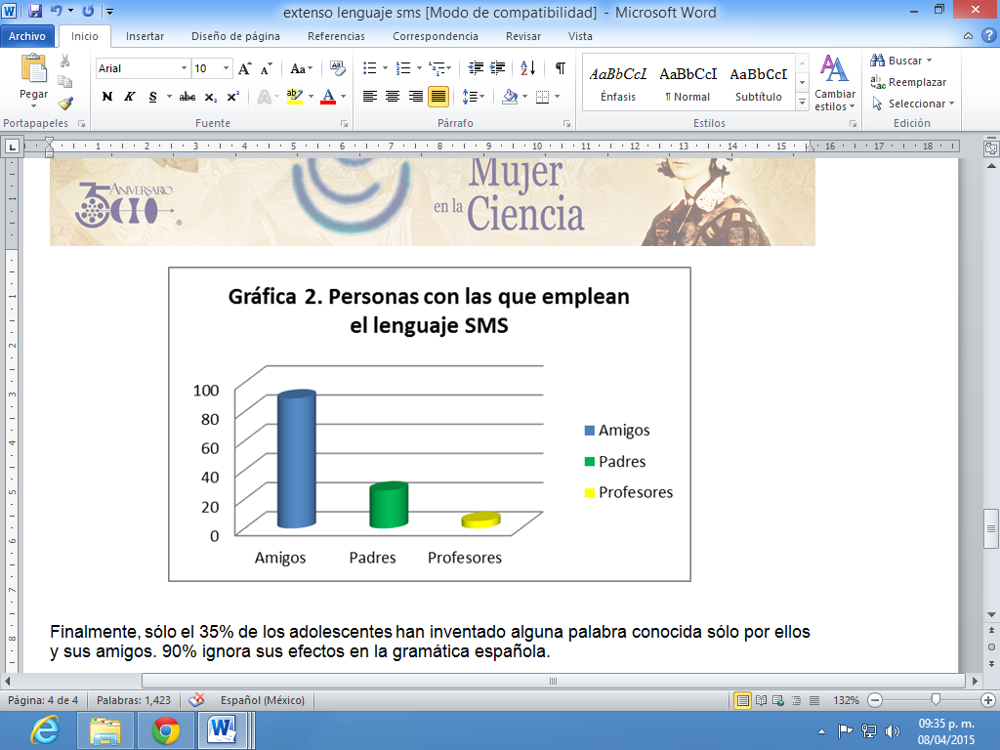 extenso lenguaje sms [Modo de compatibilidad] - Microsoft Word
Archivo Inicio Insertar Diseño de página Referencias Correspondencia Revisar Vista
Arial 10 Aa AaBbCcI AaBbCcI AaBbCcI Buscar
Pegar N K S abc x₂ x² A Énfasis ¶ Normal Subtítulo Cambiar estilos Reemplazar
Seleccionar
Portapapeles Fuente Párrafo Estilos Edición
1 2 3 4 5 6 7 8 9 10 11 12 13 14 15 16 17 18
35 ANIVERSARIO CIO ®
Mujer
en la Ciencia
Gráfica 2. Personas con las que emplean
el lenguaje SMS
100
80
60
40
20
0
Amigos Padres Profesores
Amigos
Padres
Profesores
Finalmente, sólo el 35% de los adolescentes han inventado alguna palabra conocida sólo por ellos
y sus amigos. 90% ignora sus efectos en la gramática española.
Página: 4 de 4 Palabras: 1,423 Español (México) 132%
09:35 p. m.
08/04/2015